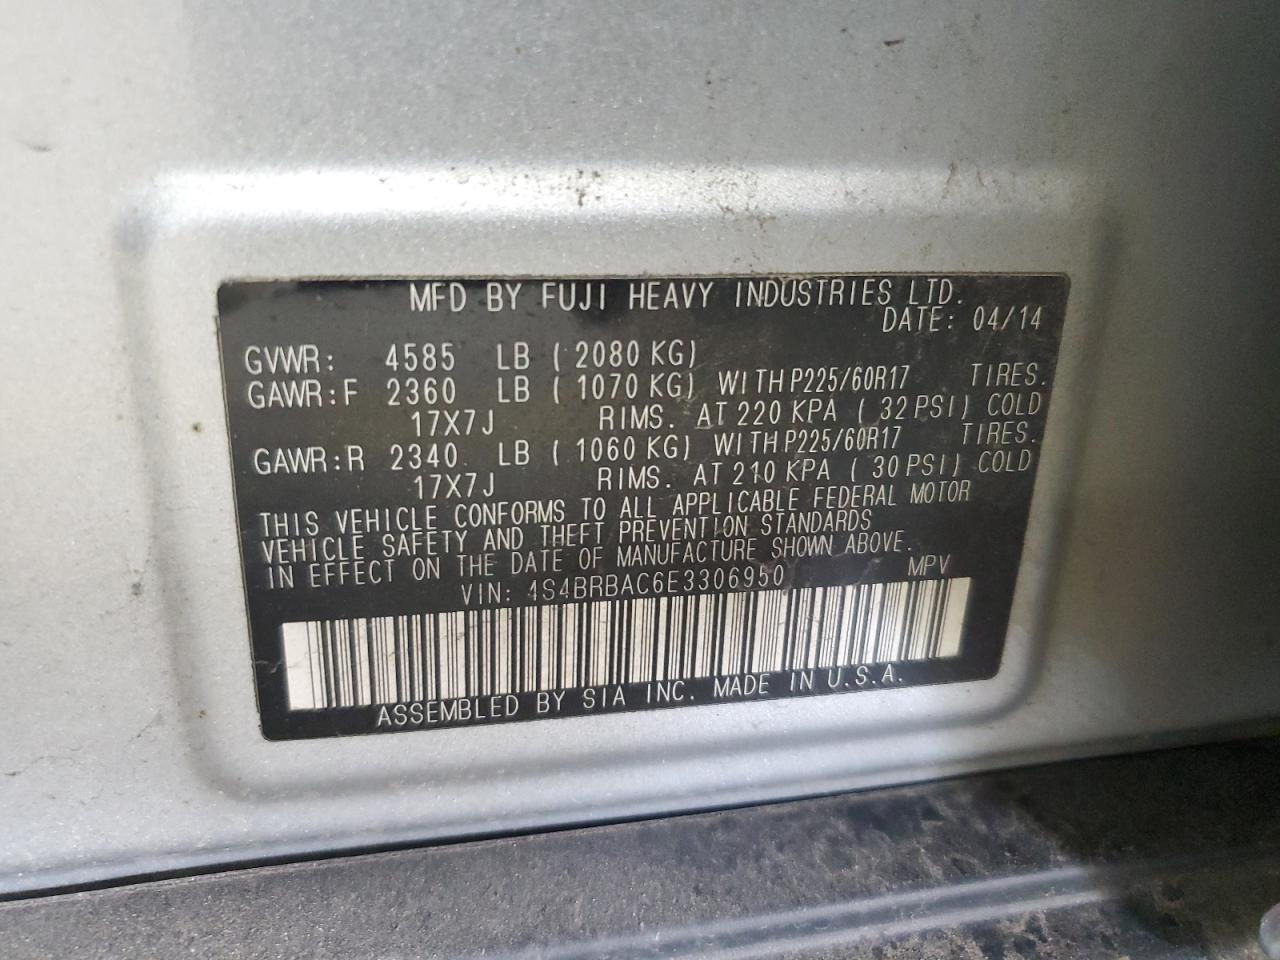 MFD BY FUJI HEAVY INDUSTRIES LTD.
DATE: 04/14
GVWR: 4585 LB ( 2080 KG)
GAWR:F 2360 LB ( 1070 KG) WITH P225/60R17 TIRES.
17X7J RIMS. AT 220 KPA ( 32 PSI) COLD
GAWR:R 2340 LB ( 1060 KG) WITH P225/60R17 TIRES.
17X7J RIMS. AT 210 KPA ( 30 PSI) COLD
THIS VEHICLE CONFORMS TO ALL APPLICABLE FEDERAL MOTOR
VEHICLE SAFETY AND THEFT PREVENTION STANDARDS
IN EFFECT ON THE DATE OF MANUFACTURE SHOWN ABOVE.
VIN: 4S4BRBAC6E3306950 MPV
ASSEMBLED BY SIA INC. MADE IN U.S.A.